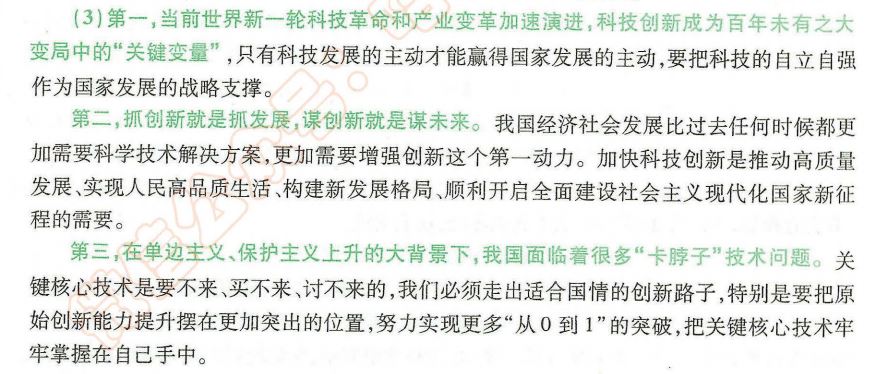 (3)第一,当前世界新一轮科技革命和产业变革加速演进,科技创新成为百年未有之大
变局中的“关键变量”,只有科技发展的主动才能赢得国家发展的主动,要把科技的自立自强
作为国家发展的战略支撑。
第二,抓创新就是抓发展,谋创新就是谋未来。我国经济社会发展比过去任何时候都更
加需要科学技术解决方案,更加需要增强创新这个第一动力。加快科技创新是推动高质量
发展、实现人民高品质生活、构建新发展格局、顺利开启全面建设社会主义现代化国家新征
程的需要。
第三,在单边主义、保护主义上升的大背景下,我国面临着很多“卡脖子”技术问题。关
键核心技术是要不来、买不来、讨不来的,我们必须走出适合国情的创新路子,特别是要把原
始创新能力提升摆在更加突出的位置,努力实现更多“从0到1”的突破,把关键核心技术牢
牢掌握在自己手中。